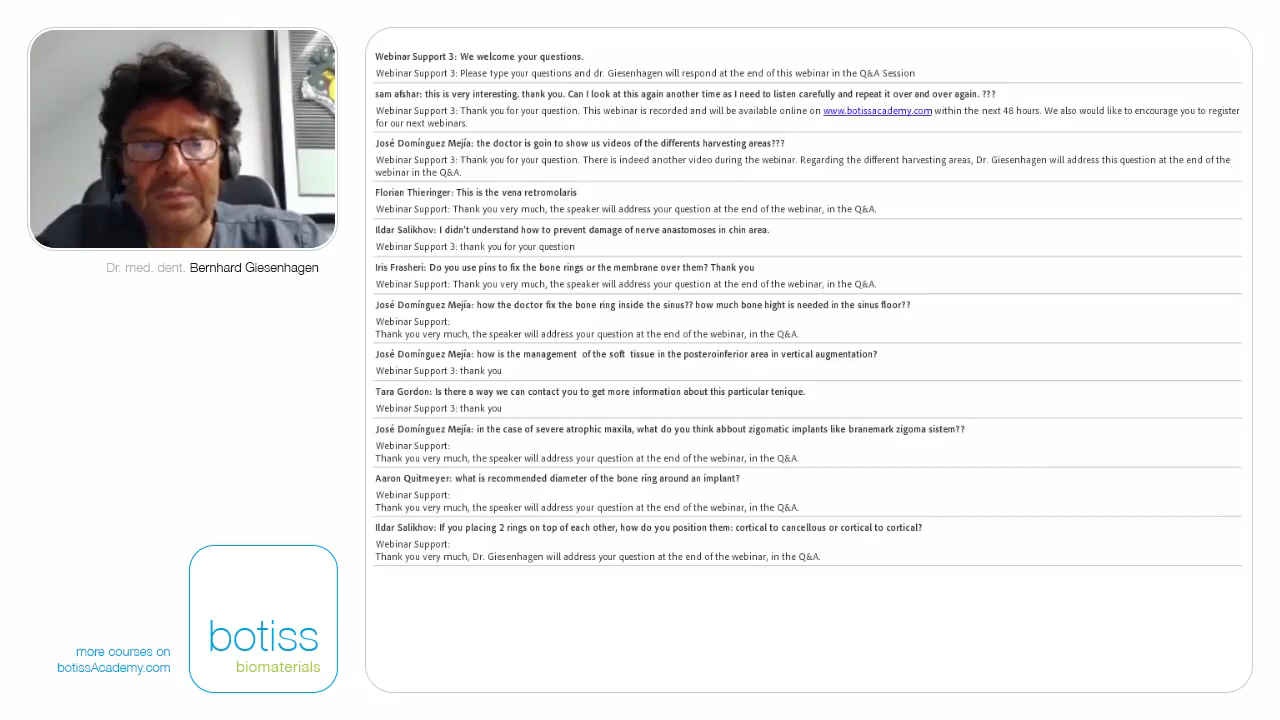 Webinar Support 3: We welcome your questions.
Webinar Support 3: Please type your questions and dr. Giesenhagen will respond at the end of this webinar in the Q&A Session
sam afshar: this is very interesting. thank you. Can I look at this again another time as I need to listen carefully and repeat it over and over again. ???
Webinar Support 3: Thank you for your question. This webinar is recorded and will be available online on www.botissacademy.com within the next 48 hours. We also would like to encourage you to register
for our next webinars.
José Domínguez Mejía: the doctor is goin to show us videos of the differents harvesting areas???
Webinar Support 3: Thank you for your question. There is indeed another video during the webinar. Regarding the different harvesting areas, Dr. Giesenhagen will address this question at the end of the
webinar in the Q&A.
Florian Thieringer: This is the vena retromolaris
Webinar Support: Thank you very much, the speaker will address your question at the end of the webinar, in the Q&A.
Ildar Salikhov: I didn't understand how to prevent damage of nerve anastomoses in chin area.
Webinar Support 3: thank you for your question
Iris Frasheri: Do you use pins to fix the bone rings or the membrane over them? Thank you
Webinar Support: Thank you very much, the speaker will address your question at the end of the webinar, in the Q&A.
José Domínguez Mejía: how the doctor fix the bone ring inside the sinus?? how much bone hight is needed in the sinus floor??
Webinar Support:
Thank you very much, the speaker will address your question at the end of the webinar, in the Q&A.
José Domínguez Mejía: how is the management of the soft tissue in the posteroinferior area in vertical augmentation?
Webinar Support 3: thank you
Tara Gordon: Is there a way we can contact you to get more information about this particular tenique.
Webinar Support 3: thank you
José Domínguez Mejía: in the case of severe atrophic maxila, what do you think abbout zigomatic implants like branemark zigoma sistem??
Webinar Support:
Thank you very much, the speaker will address your question at the end of the webinar, in the Q&A.
Aaron Quitmeyer: what is recommended diameter of the bone ring around an implant?
Webinar Support:
Thank you very much, the speaker will address your question at the end of the webinar, in the Q&A.
Ildar Salikhov: If you placing 2 rings on top of each other, how do you position them: cortical to cancellous or cortical to cortical?
Webinar Support:
Thank you very much, Dr. Giesenhagen will address your question at the end of the webinar, in the Q&A.
Dr. med. dent. Bernhard Giesenhagen
more courses on
botissAcademy.com
botiss
biomaterials